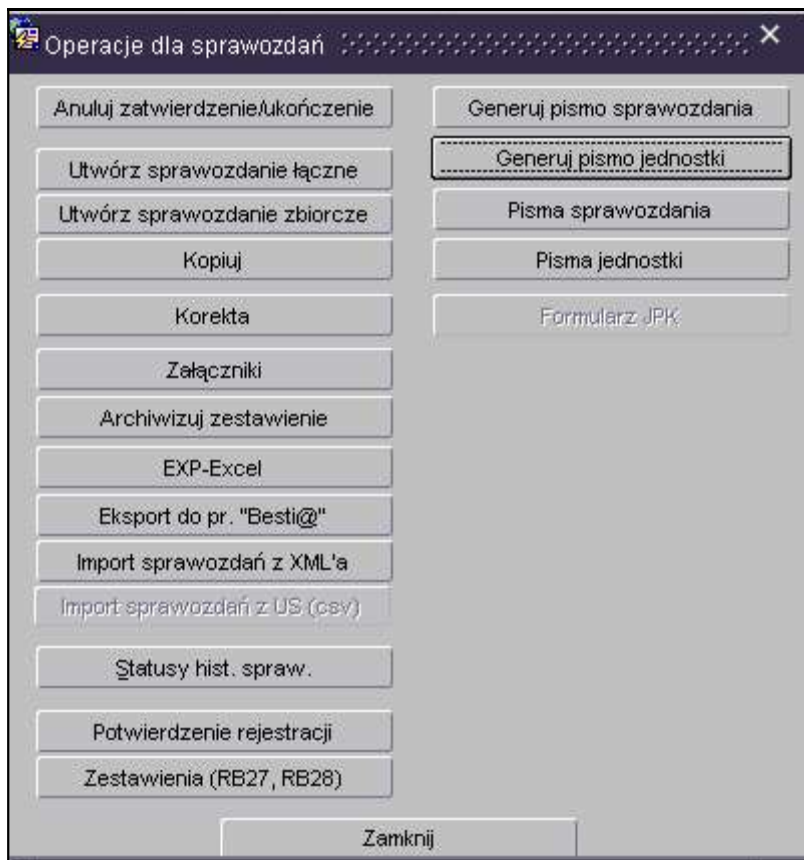 Operacje dla sprawozdań
Anuluj zatwierdzenie/ukończenie
Utwórz sprawozdanie łączne
Utwórz sprawozdanie zbiorcze
Kopiuj
Korekta
Załączniki
Archiwizuj zestawienie
EXP-Excel
Eksport do pr. "Besti@"
Import sprawozdań z XML'a
Import sprawozdań z US (csv)
Statusy hist. spraw.
Potwierdzenie rejestracji
Zestawienia (RB27, RB28)
Generuj pismo sprawozdania
Generuj pismo jednostki
Pisma sprawozdania
Pisma jednostki
Formularz JPK
Zamknij